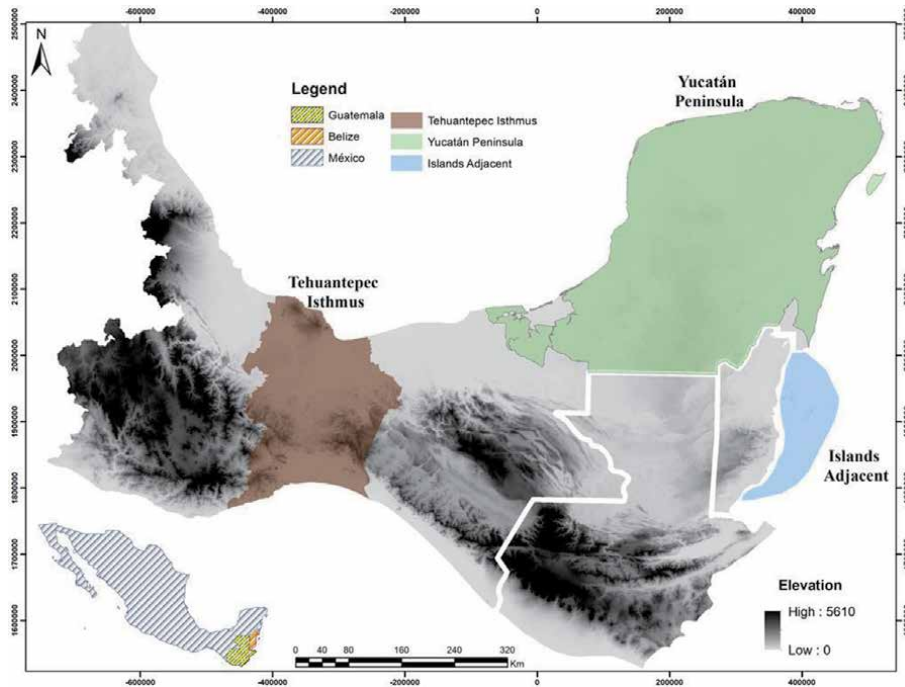 -600000 -400000 -200000 0 200000 400000
N
2400000
2300000
2200000
2100000
2000000
1900000
1800000
1700000
1600000
Legend
Guatemala
Belize
México
Tehuantepec Isthmus
Yucatán Peninsula
Islands Adjacent
Yucatán
Peninsula
Tehuantepec
Isthmus
Islands
Adjacent
Elevation
High : 5610
Low : 0
0 40 80 160 240 320
Km
-600000 -400000 -200000 0 200000 400000